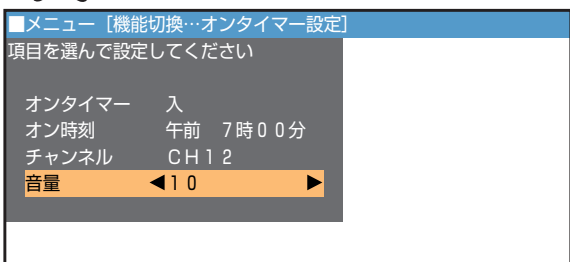 ■メニュー［機能切換…オンタイマー設定］
項目を選んで設定してください
オンタイマー　入
オン時刻　午前　７時００分
チャンネル　ＣＨ１２
音量　◀１０　▶